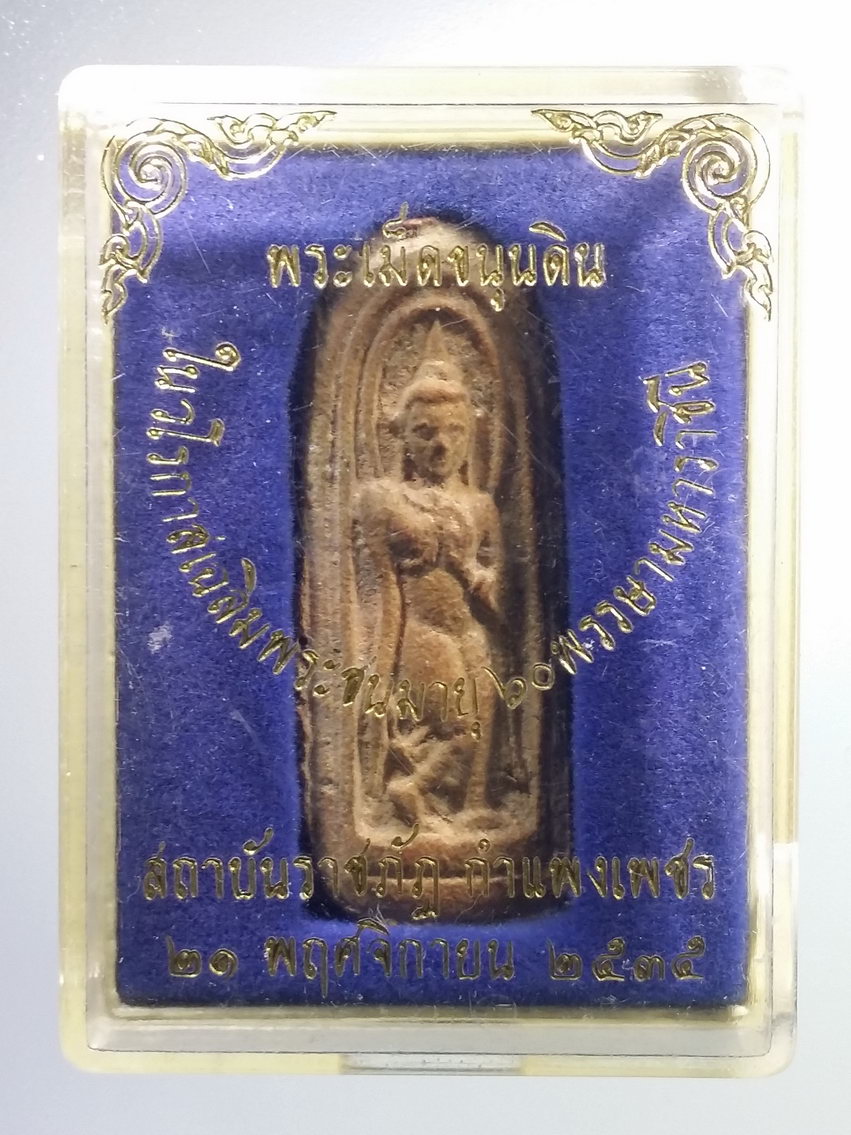 พระเม็ดขนุนดิน
ในวโรกาสเฉลิมพระชนมายุ ๖๐ พรรษามหาราชินี
สถาบันราชภัฏ กำแพงเพชร
๒๑ พฤศจิกายน ๒๕๓๕